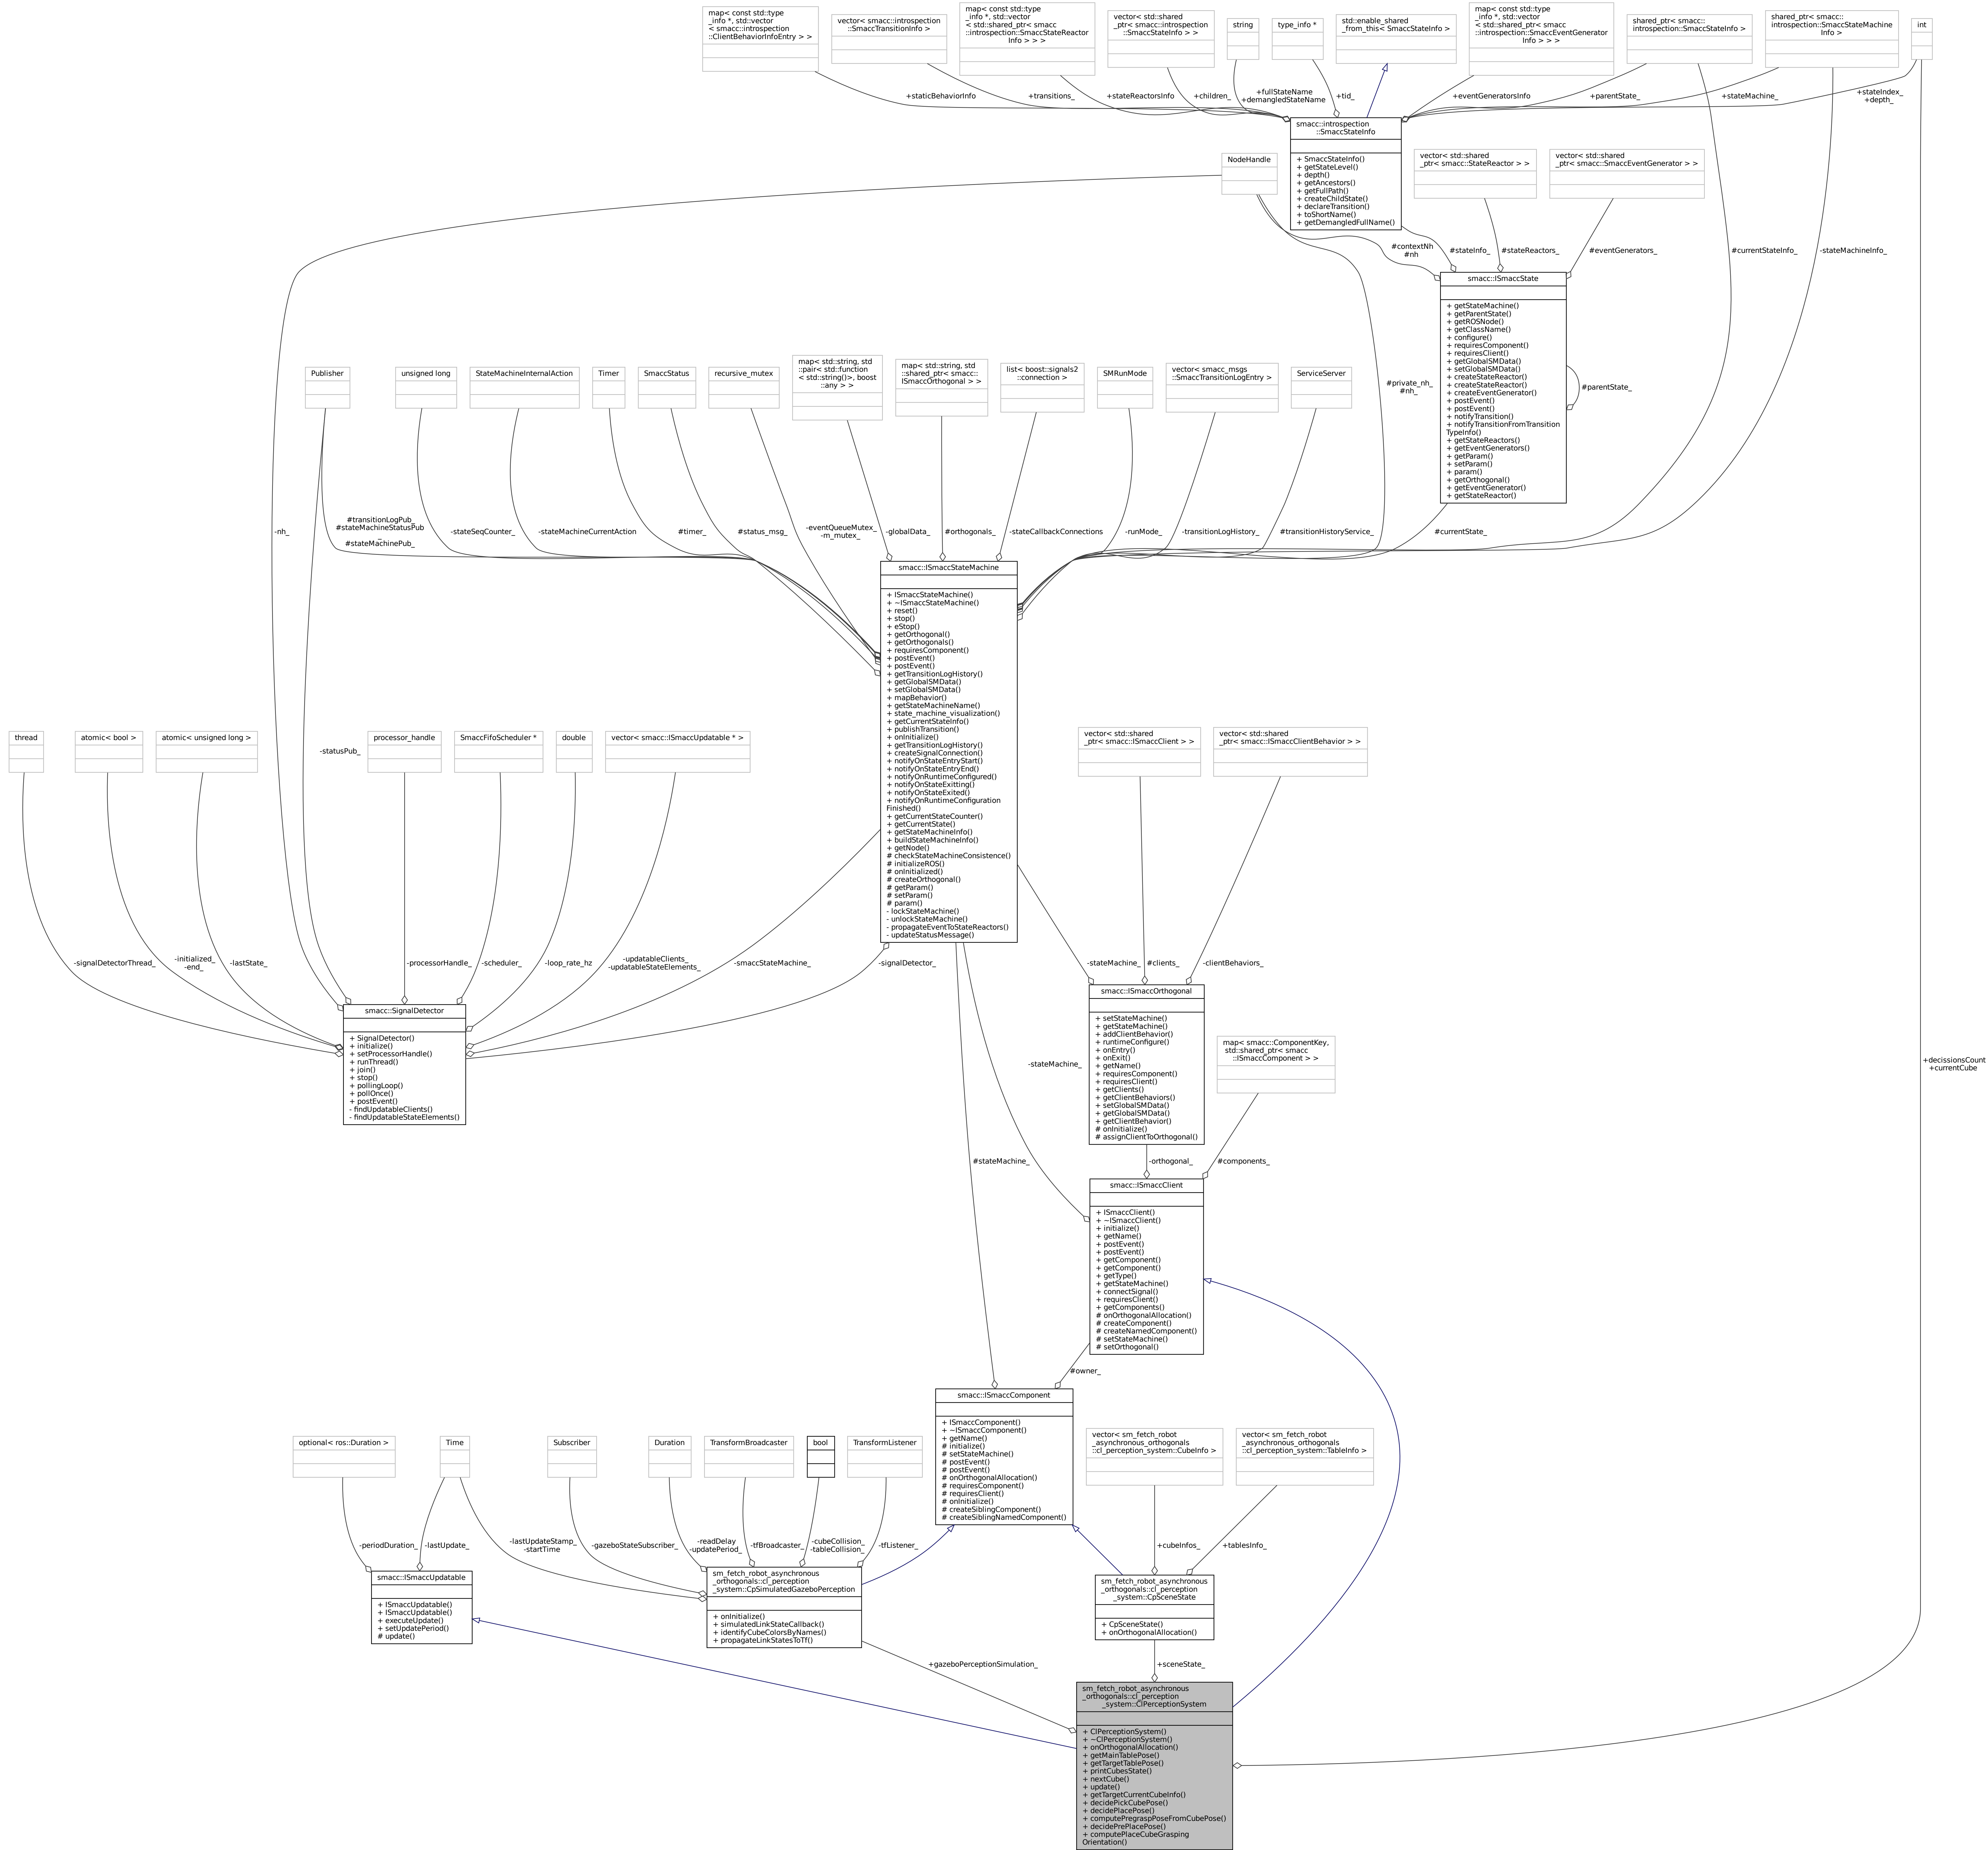 map< const std::type
_info *, std::vector
< smacc::introspection
::ClientBehaviorInfoEntry > >
vector< smacc::introspection
::SmaccTransitionInfo >
map< const std::type
_info *, std::vector
< std::shared_ptr< smacc
::introspection::SmaccStateReactor
Info > > >
vector< std::shared
_ptr< smacc::introspection
::SmaccStateInfo > >
string
type_info *
std::enable_shared
_from_this< SmaccStateInfo >
map< const std::type
_info *, std::vector
< std::shared_ptr< smacc
::introspection::SmaccEventGenerator
Info > > >
shared_ptr< smacc::
introspection::SmaccStateInfo >
shared_ptr< smacc::
introspection::SmaccStateMachine
Info >
int
+staticBehaviorInfo
+transitions_
+stateReactorsInfo
+children_
+fullStateName
+demangledStateName
+tid_
+eventGeneratorsInfo
+parentState_
+stateMachine_
+stateIndex_
+depth_
smacc::introspection
::SmaccStateInfo
+ SmaccStateInfo()
+ getStateLevel()
+ depth()
+ getAncestors()
+ getFullPath()
+ createChildState()
+ declareTransition()
+ toShortName()
+ getDemangledFullName()
NodeHandle
vector< std::shared
_ptr< smacc::StateReactor > >
vector< std::shared
_ptr< smacc::SmaccEventGenerator > >
#contextNh
#nh
#stateInfo_
#stateReactors_
#eventGenerators_
#currentStateInfo_
-stateMachineInfo_
smacc::ISmaccState
+ getStateMachine()
+ getParentState()
+ getROSNode()
+ getClassName()
+ configure()
+ requiresComponent()
+ requiresClient()
+ getGlobalSMData()
+ setGlobalSMData()
+ createStateReactor()
+ createStateReactor()
+ createEventGenerator()
+ postEvent()
+ postEvent()
+ notifyTransition()
+ notifyTransitionFromTransition
TypeInfo()
+ getStateReactors()
+ getEventGenerators()
+ getParam()
+ setParam()
+ param()
+ getOrthogonal()
+ getEventGenerator()
+ getStateReactor()
#parentState_
Publisher
unsigned long
StateMachineInternalAction
Timer
SmaccStatus
recursive_mutex
map< std::string, std
::pair< std::function
< std::string()>, boost
::any > >
map< std::string, std
::shared_ptr< smacc::
ISmaccOrthogonal > >
list< boost::signals2
::connection >
SMRunMode
vector< smacc_msgs
::SmaccTransitionLogEntry >
ServiceServer
#private_nh_
#nh_
-nh_
#transitionLogPub_
#stateMachineStatusPub
_
#stateMachinePub_
-stateSeqCounter_
-stateMachineCurrentAction
#timer_
#status_msg_
-eventQueueMutex_
-m_mutex_
-globalData_
#orthogonals_
-stateCallbackConnections
-runMode_
-transitionLogHistory_
#transitionHistoryService_
#currentState_
smacc::ISmaccStateMachine
+ ISmaccStateMachine()
+ ~ISmaccStateMachine()
+ reset()
+ stop()
+ eStop()
+ getOrthogonal()
+ getOrthogonals()
+ requiresComponent()
+ postEvent()
+ postEvent()
+ getTransitionLogHistory()
+ getGlobalSMData()
+ setGlobalSMData()
+ mapBehavior()
+ getStateMachineName()
+ state_machine_visualization()
+ getCurrentStateInfo()
+ publishTransition()
+ onInitialize()
+ getTransitionLogHistory()
+ createSignalConnection()
+ notifyOnStateEntryStart()
+ notifyOnStateEntryEnd()
+ notifyOnRuntimeConfigured()
+ notifyOnStateExitting()
+ notifyOnStateExited()
+ notifyOnRuntimeConfiguration
Finished()
+ getCurrentStateCounter()
+ getCurrentState()
+ getStateMachineInfo()
+ buildStateMachineInfo()
+ getNode()
# checkStateMachineConsistence()
# initializeROS()
# onInitialized()
# createOrthogonal()
# getParam()
# setParam()
# param()
- lockStateMachine()
- unlockStateMachine()
- propagateEventToStateReactors()
- updateStatusMessage()
thread
atomic< bool >
atomic< unsigned long >
-statusPub_
processor_handle
SmaccFifoScheduler *
double
vector< smacc::ISmaccUpdatable * >
vector< std::shared
_ptr< smacc::ISmaccClient > >
vector< std::shared
_ptr< smacc::ISmaccClientBehavior > >
-signalDetectorThread_
-initialized_
-end_
-lastState_
-processorHandle_
-scheduler_
-loop_rate_hz
-updatableClients_
-updatableStateElements_
-smaccStateMachine_
-signalDetector_
-stateMachine_
#clients_
-clientBehaviors_
smacc::SignalDetector
+ SignalDetector()
+ initialize()
+ setProcessorHandle()
+ runThread()
+ join()
+ stop()
+ pollingLoop()
+ pollOnce()
+ postEvent()
- findUpdatableClients()
- findUpdatableStateElements()
smacc::ISmaccOrthogonal
+ setStateMachine()
+ getStateMachine()
+ addClientBehavior()
+ runtimeConfigure()
+ onEntry()
+ onExit()
+ getName()
+ requiresComponent()
+ requiresClient()
+ getClients()
+ getClientBehaviors()
+ setGlobalSMData()
+ getGlobalSMData()
+ getClientBehavior()
# onInitialize()
# assignClientToOrthogonal()
map< smacc::ComponentKey,
std::shared_ptr< smacc
::ISmaccComponent > >
-stateMachine_
+decissionsCount
+currentCube
#stateMachine_
-orthogonal_
#components_
smacc::ISmaccClient
+ ISmaccClient()
+ ~ISmaccClient()
+ initialize()
+ getName()
+ postEvent()
+ postEvent()
+ getComponent()
+ getComponent()
+ getType()
+ getStateMachine()
+ connectSignal()
+ requiresClient()
+ getComponents()
# onOrthogonalAllocation()
# createComponent()
# createNamedComponent()
# setStateMachine()
# setOrthogonal()
#owner_
smacc::ISmaccComponent
+ ISmaccComponent()
+ ~ISmaccComponent()
+ getName()
# initialize()
# setStateMachine()
# postEvent()
# postEvent()
# onOrthogonalAllocation()
# requiresComponent()
# requiresClient()
# onInitialize()
# createSiblingComponent()
# createSiblingNamedComponent()
optional< ros::Duration >
Time
Subscriber
Duration
TransformBroadcaster
bool
TransformListener
vector< sm_fetch_robot
_asynchronous_orthogonals
::cl_perception_system::CubeInfo >
vector< sm_fetch_robot
_asynchronous_orthogonals
::cl_perception_system::TableInfo >
-periodDuration_
-lastUpdate_
-lastUpdateStamp_
-startTime
-gazeboStateSubscriber_
-readDelay
-updatePeriod_
-tfBroadcaster_
-cubeCollision_
-tableCollision_
-tfListener_
+cubeInfos_
+tablesInfo_
smacc::ISmaccUpdatable
+ ISmaccUpdatable()
+ ISmaccUpdatable()
+ executeUpdate()
+ setUpdatePeriod()
# update()
sm_fetch_robot_asynchronous
_orthogonals::cl_perception
_system::CpSimulatedGazeboPerception
+ onInitialize()
+ simulatedLinkStateCallback()
+ identifyCubeColorsByNames()
+ propagateLinkStatesToTf()
sm_fetch_robot_asynchronous
_orthogonals::cl_perception
_system::CpSceneState
+ CpSceneState()
+ onOrthogonalAllocation()
+gazeboPerceptionSimulation_
+sceneState_
sm_fetch_robot_asynchronous
_orthogonals::cl_perception
_system::ClPerceptionSystem
+ ClPerceptionSystem()
+ ~ClPerceptionSystem()
+ onOrthogonalAllocation()
+ getMainTablePose()
+ getTargetTablePose()
+ printCubesState()
+ nextCube()
+ update()
+ getTargetCurrentCubeInfo()
+ decidePickCubePose()
+ decidePlacePose()
+ computePregraspPoseFromCubePose()
+ decidePrePlacePose()
+ computePlaceCubeGrasping
Orientation()